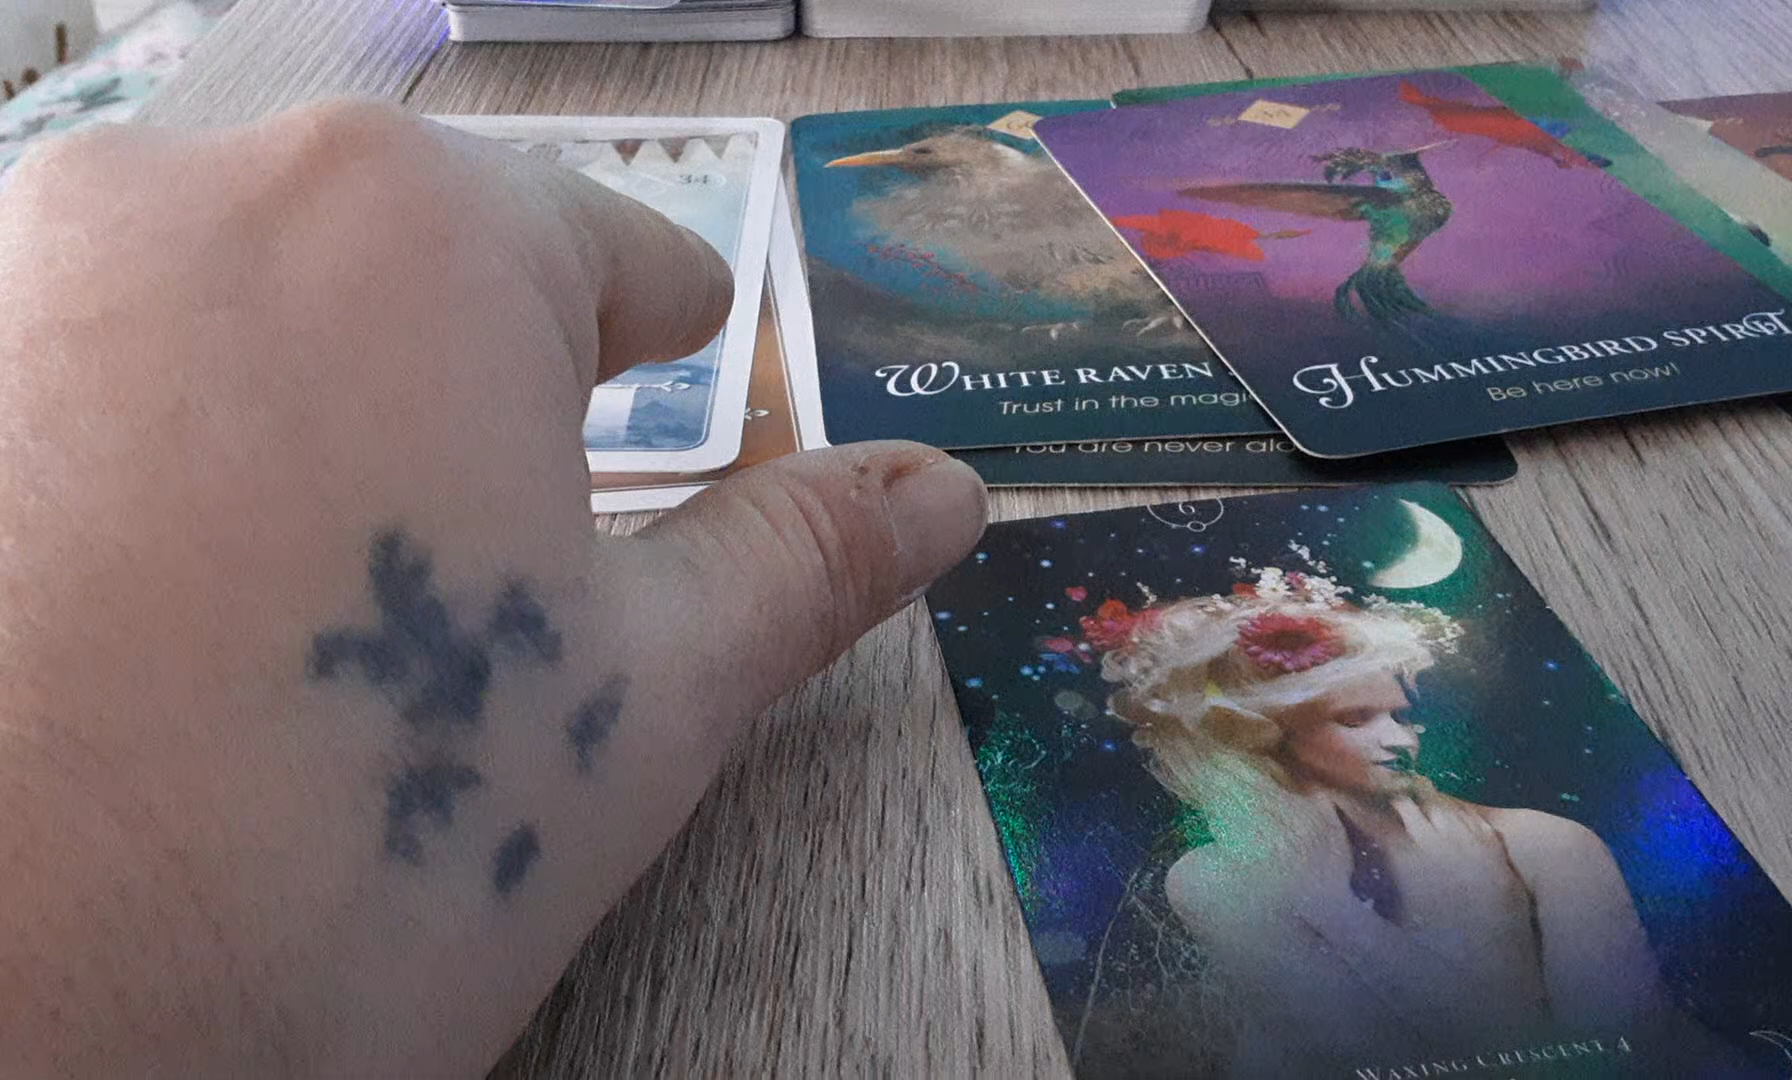 34
WHITE RAVEN
Trust in the magi
You are never alo
HUMMINGBIRD SPIRIT
Be here now!
WAXING CRESCENT 4